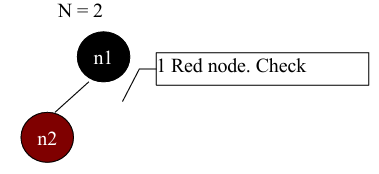 N = 2
n1
1 Red node. Check
n2